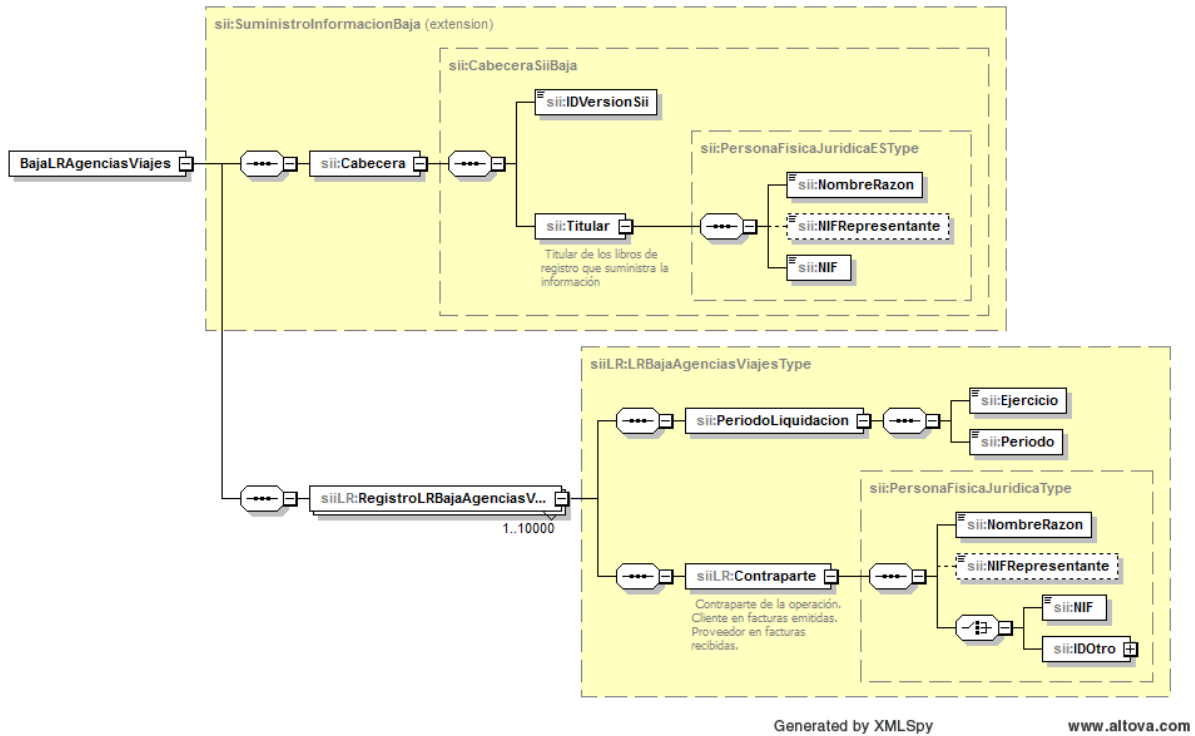 sii:SuministroInformacionBaja (extension)
sii:CabeceraSiiBaja
sii:IDVersionSii
sii:PersonaFisicaJuridicaESType
BajaLRAgenciasViajes
sii:Cabecera
sii:NombreRazon
sii:Titular
sii:NIFRepresentante
Titular de los libros de
registro que suministra la
información
sii:NIF
siiLR:LRBajaAgenciasViajesType
sii:PeriodoLiquidacion
sii:Ejercicio
sii:Periodo
sii:PersonaFisicaJuridicaType
siiLR:RegistroLRBajaAgenciasV...
1..10000
sii:NombreRazon
siiLR:Contraparte
sii:NIFRepresentante
Contraparte de la operación.
Cliente en facturas emitidas.
Proveedor en facturas
recibidas.
sii:NIF
sii:IDOtro
Generated by XMLSpy
www.altova.com